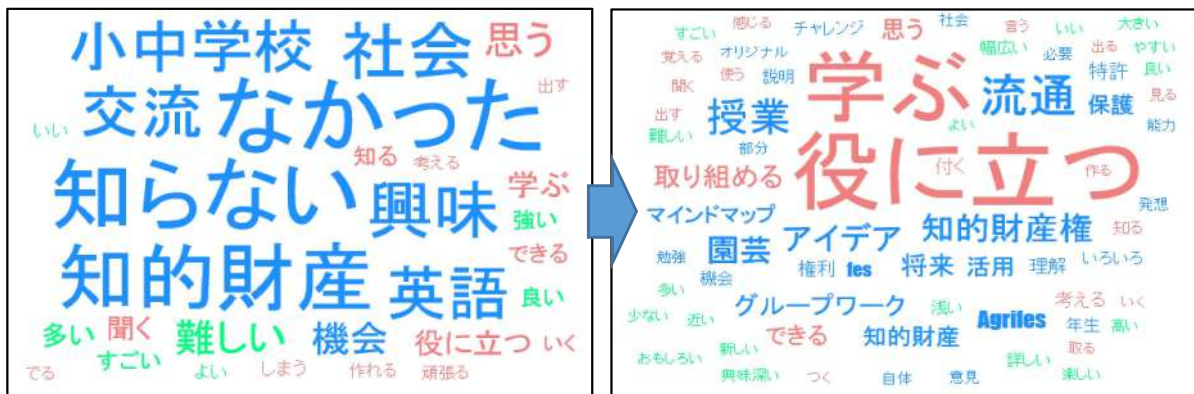 小中学校 社会 思う
交流 なかった 出す
いい 知る 考える
知らない 興味 学ぶ
強い
できる
知的財産 英語 良い
多い 聞く 難しい 機会 役に立つ いく
すごい よい しまう 作れる 頑張る
でる
すごい 感じる チャレンジ 思う 社会 言う いい 大きい
覚える オリジナル 幅広い 必要 出る やすい
聞く 使う 説明 学ぶ 流通 特許 良い
出す 授業 保護 見る
難しい 部分 よい 能力
取り組める 役に立つ 付く 作る
マインドマップ 発想
勉強 園芸 アイデア 知的財産権 知る
機会 権利 fes 将来 活用 理解 いろいろ
多い グループワーク 浅い 考える いく
少ない 近い できる 知的財産 Agrifes 年生 高い
おもしろい 新しい 詳しい 取る
興味深い つく 自体 意見 楽しい